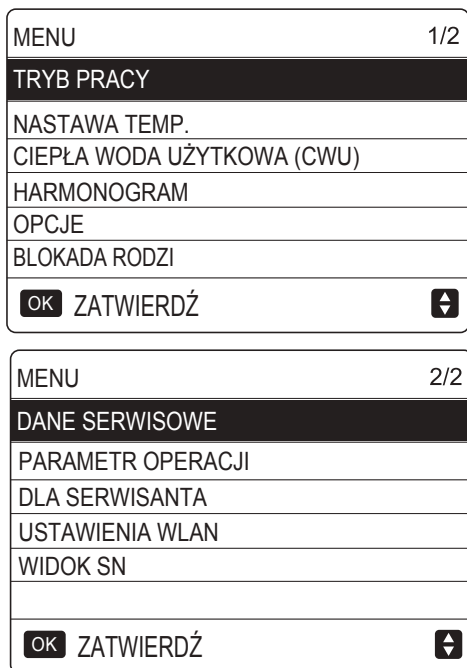 MENU 1/2
TRYB PRACY
NASTAWA TEMP.
CIEPŁA WODA UŻYTKOWA (CWU)
HARMONOGRAM
OPCJE
BLOKADA RODZI
OK ZATWIERDŹ
MENU 2/2
DANE SERWISOWE
PARAMETR OPERACJI
DLA SERWISANTA
USTAWIENIA WLAN
WIDOK SN
OK ZATWIERDŹ